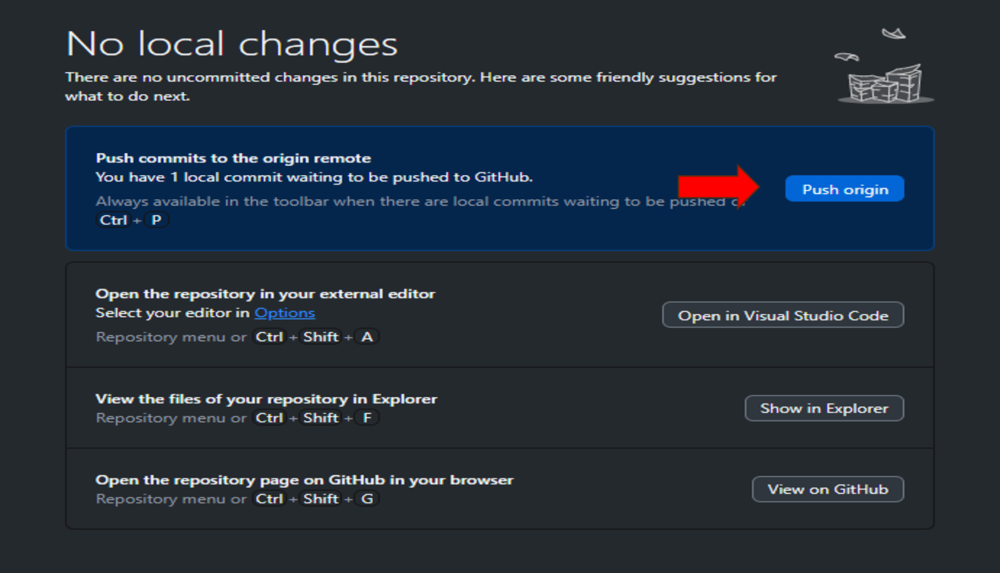 No local changes
There are no uncommitted changes in this repository. Here are some friendly suggestions for
what to do next.
Push commits to the origin remote
You have 1 local commit waiting to be pushed to GitHub.
Always available in the toolbar when there are local commits waiting to be pushed or
Ctrl + P
Push origin
Open the repository in your external editor
Select your editor in Options
Repository menu or Ctrl + Shift + A
Open in Visual Studio Code
View the files of your repository in Explorer
Repository menu or Ctrl + Shift + F
Show in Explorer
Open the repository page on GitHub in your browser
Repository menu or Ctrl + Shift + G
View on GitHub